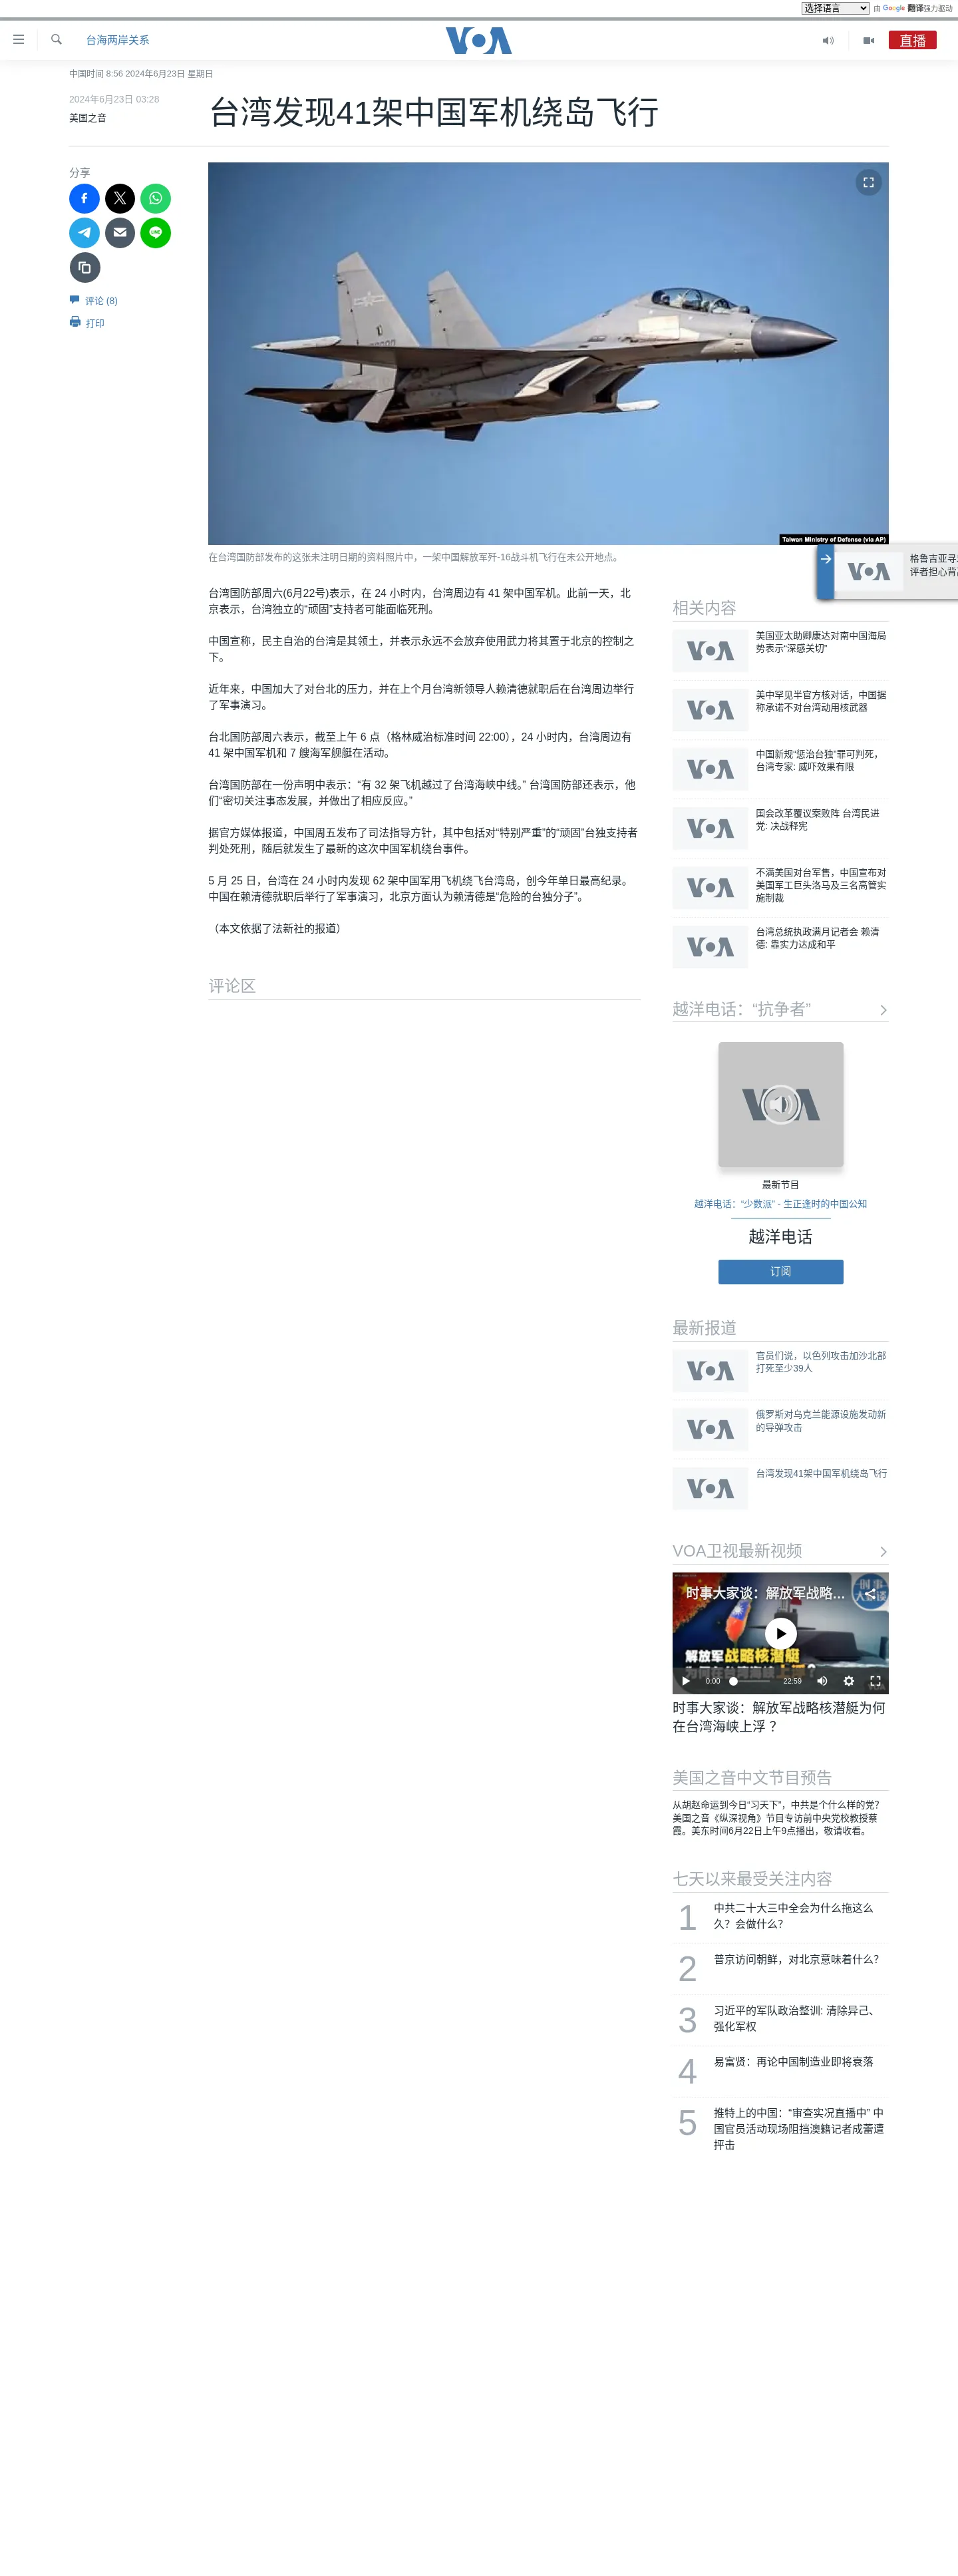 选择语言 由 Google 翻译强力驱动
台海两岸关系
VOA
直播
中国时间 8:56 2024年6月23日 星期日
2024年6月23日 03:28
美国之音
台湾发现41架中国军机绕岛飞行
分享
LINE
评论 (8)
打印
Taiwan Ministry of Defense (via AP)
在台湾国防部发布的这张未注明日期的资料照片中，一架中国解放军歼-16战斗机飞行在未公开地点。
台湾国防部周六(6月22号)表示，在 24 小时内，台湾周边有 41 架中国军机。此前一天，北
京表示，台湾独立的“顽固”支持者可能面临死刑。
中国宣称，民主自治的台湾是其领土，并表示永远不会放弃使用武力将其置于北京的控制之
下。
近年来，中国加大了对台北的压力，并在上个月台湾新领导人赖清德就职后在台湾周边举行
了军事演习。
台北国防部周六表示，截至上午 6 点（格林威治标准时间 22:00），24 小时内，台湾周边有
41 架中国军机和 7 艘海军舰艇在活动。
台湾国防部在一份声明中表示：“有 32 架飞机越过了台湾海峡中线。” 台湾国防部还表示，他
们“密切关注事态发展，并做出了相应反应。”
据官方媒体报道，中国周五发布了司法指导方针，其中包括对“特别严重”的“顽固”台独支持者
判处死刑，随后就发生了最新的这次中国军机绕台事件。
5 月 25 日，台湾在 24 小时内发现 62 架中国军用飞机绕飞台湾岛，创今年单日最高纪录。
中国在赖清德就职后举行了军事演习，北京方面认为赖清德是“危险的台独分子”。
（本文依据了法新社的报道）
评论区
VOA
格鲁吉亚寻求
评者担心背
相关内容
VOA
美国亚太助卿康达对南中国海局
势表示“深感关切”
VOA
美中罕见半官方核对话，中国据
称承诺不对台湾动用核武器
VOA
中国新规“惩治台独”罪可判死，
台湾专家: 威吓效果有限
VOA
国会改革覆议案败阵 台湾民进
党: 决战释宪
VOA
不满美国对台军售，中国宣布对
美国军工巨头洛马及三名高管实
施制裁
VOA
台湾总统执政满月记者会 赖清
德: 靠实力达成和平
越洋电话：“抗争者”
VOA
最新节目
越洋电话：“少数派” - 生正逢时的中国公知
越洋电话
订阅
最新报道
VOA
官员们说，以色列攻击加沙北部
打死至少39人
VOA
俄罗斯对乌克兰能源设施发动新
的导弹攻击
VOA
台湾发现41架中国军机绕岛飞行
VOA卫视最新视频
时事大家谈：解放军战略...
时事
大家谈
解放军战略核潜艇
为何在台湾海峡上浮？
0:00
22:59
时事大家谈：解放军战略核潜艇为何
在台湾海峡上浮 ？
美国之音中文节目预告
从胡赵命运到今日“习天下”，中共是个什么样的党？
美国之音《纵深视角》节目专访前中央党校教授蔡
霞。美东时间6月22日上午9点播出，敬请收看。
七天以来最受关注内容
1 中共二十大三中全会为什么拖这么
久？会做什么？
2 普京访问朝鲜，对北京意味着什么？
3 习近平的军队政治整训: 清除异己、
强化军权
4 易富贤：再论中国制造业即将衰落
5 推特上的中国：“审查实况直播中” 中
国官员活动现场阻挡澳籍记者成蕾遭
抨击